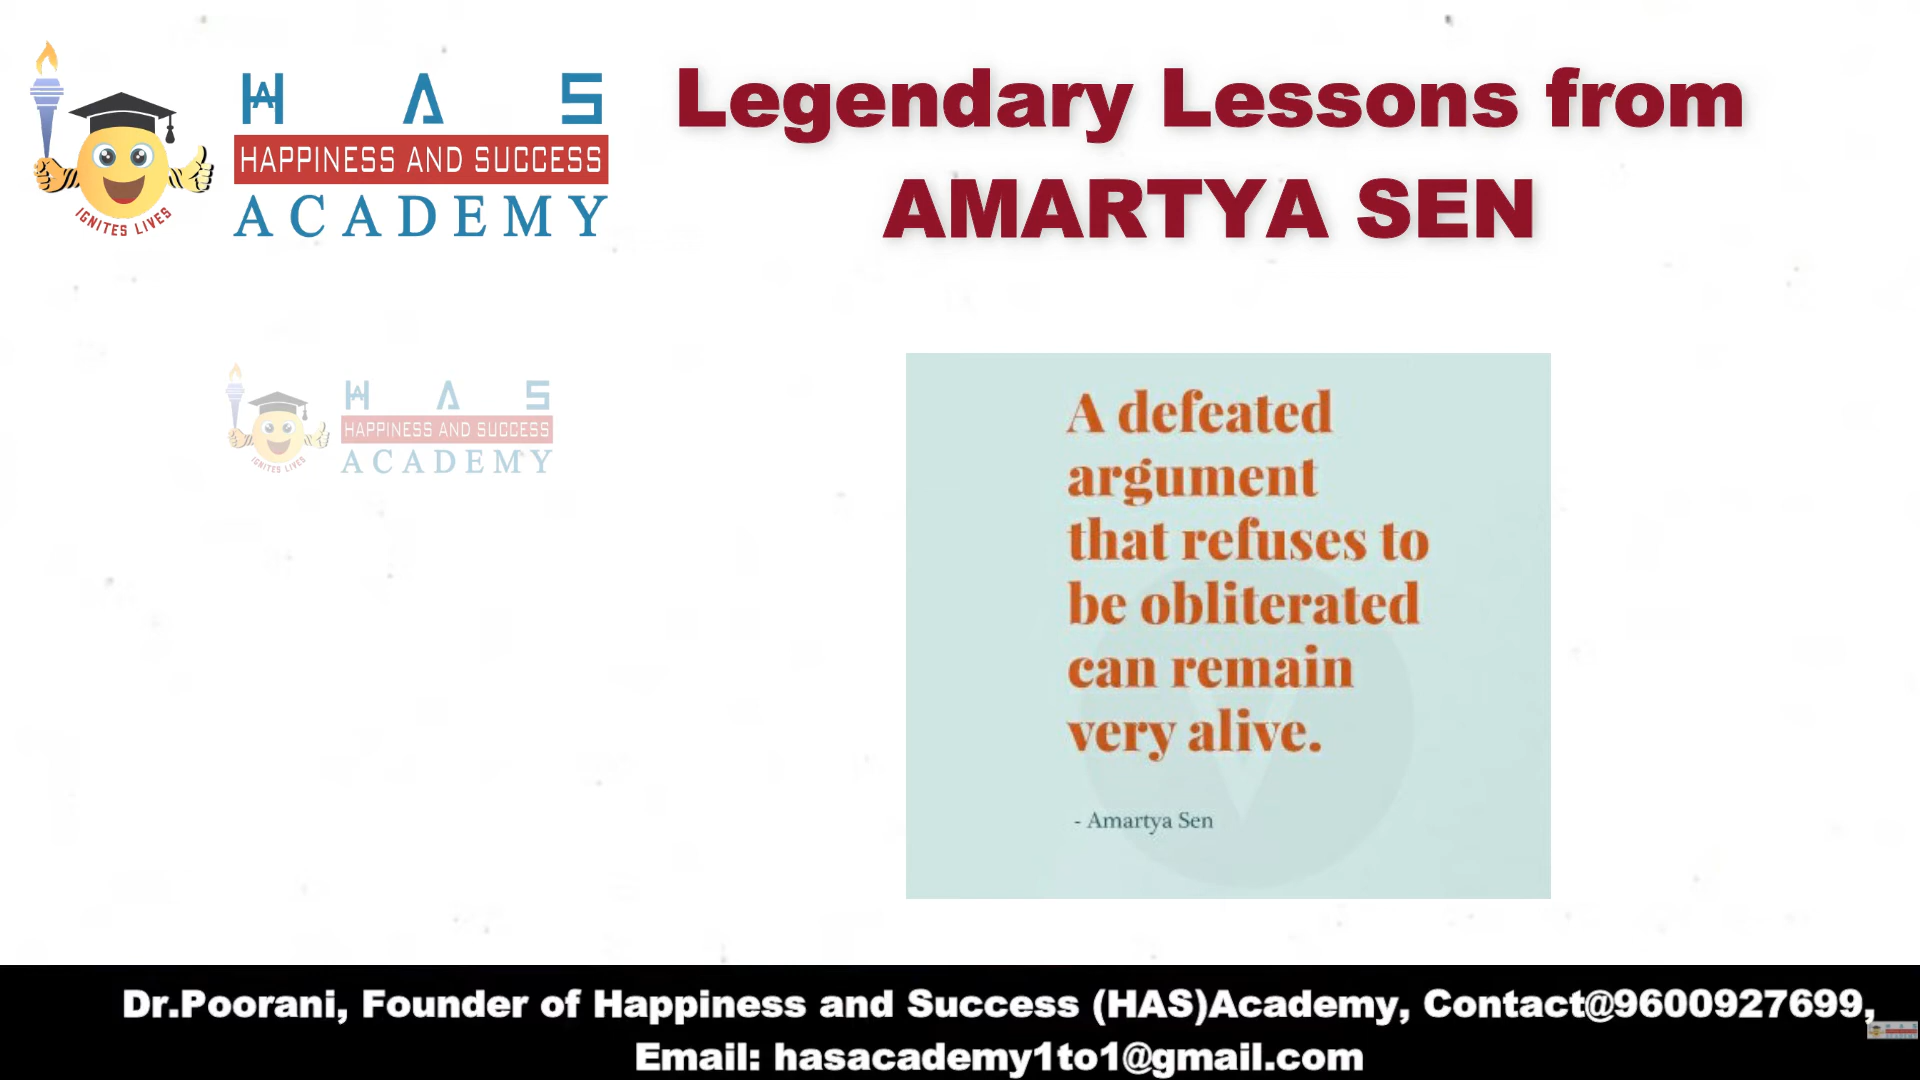 H A S
HAPPINESS AND SUCCESS
ACADEMY
IGNITES LIVES
Legendary Lessons from
AMARTYA SEN
H A S
HAPPINESS AND SUCCESS
ACADEMY
IGNITES LIVES
A defeated
argument
that refuses to
be obliterated
can remain
very alive.
- Amartya Sen
Dr.Poorani, Founder of Happiness and Success (HAS)Academy, Contact@9600927699,
Email: hasacademy1to1@gmail.com